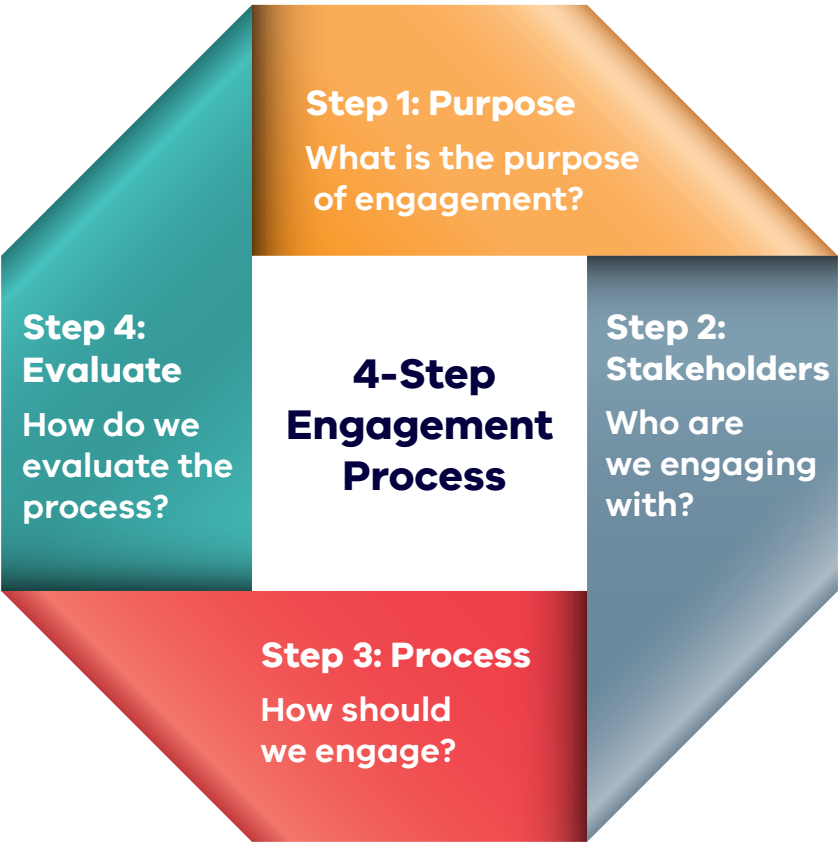 Step 1: Purpose
What is the purpose
of engagement?
Step 2:
Stakeholders
Who are
we engaging
with?
Step 3: Process
How should
we engage?
Step 4:
Evaluate
How do we
evaluate the
process?
4-Step
Engagement
Process